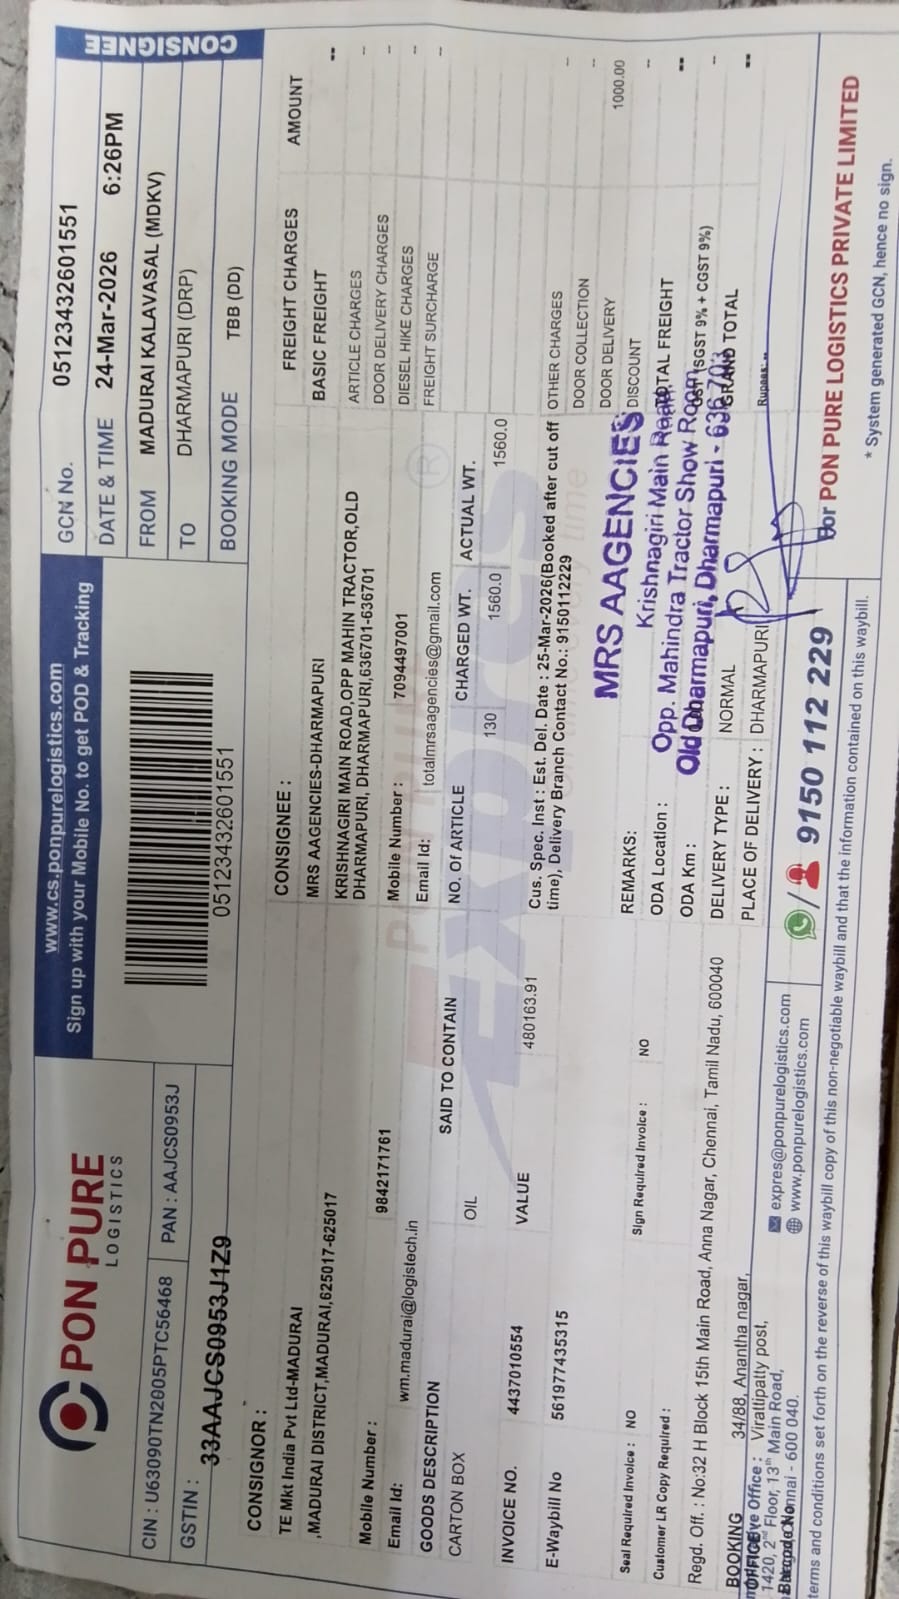 PON PURE
LOGISTICS
CIN : U63090TN2005PTC56468
PAN : AAJCS0953J
GSTIN : 33AAJCS0953J1Z9
www.cs.ponpurelogistics.com
Sign up with your Mobile No. to get POD & Tracking
05123432601551
CONSIGNEE
GCN No. 05123432601551
DATE & TIME 24-Mar-2026 6:26PM
FROM MADURAI KALAVASAL (MDKV)
TO DHARMAPURI (DRP)
BOOKING MODE TBB (DD)
CONSIGNOR :
TE Mkt India Pvt Ltd-MADURAI
,MADURAI DISTRICT,MADURAI,625017-625017
Mobile Number : 9842171761
Email Id: wm.madurai@logistech.in
CONSIGNEE :
MRS AAGENCIES-DHARMAPURI
KRISHNAGIRI MAIN ROAD,OPP MAHIN TRACTOR,OLD
DHARMAPURI, DHARMAPURI,636701-636701
Mobile Number : 7094497001
Email Id: totalmrsaagencies@gmail.com
FREIGHT CHARGES AMOUNT
BASIC FREIGHT --
ARTICLE CHARGES --
DOOR DELIVERY CHARGES --
DIESEL HIKE CHARGES --
FREIGHT SURCHARGE --
OTHER CHARGES --
DOOR COLLECTION --
DOOR DELIVERY 1000.00
DISCOUNT --
TOTAL FREIGHT --
GST (SGST 9% + CGST 9%) --
GRAND TOTAL --
Rupees: --
GOODS DESCRIPTION SAID TO CONTAIN NO. Of ARTICLE CHARGED WT. ACTUAL WT.
CARTON BOX OIL 130 1560.0 1560.0
INVOICE NO. 4437010554 VALUE 480163.91
E-Waybill No 561977435315
Cus. Spec. Inst : Est. Del. Date : 25-Mar-2026(Booked after cut off
time), Delivery Branch Contact No.: 9150112229
Seal Required Invoice : NO Sign Required Invoice : NO
Customer LR Copy Required :
REMARKS:
ODA Location :
ODA Km :
DELIVERY TYPE : NORMAL
PLACE OF DELIVERY : DHARMAPURI
MRS AAGENCIES
Krishnagiri Main Road,
Opp. Mahindra Tractor Show Room,
Old Dharmapuri, Dharmapuri - 636 703
Regd. Off. : No:32 H Block 15th Main Road, Anna Nagar, Chennai, Tamil Nadu, 600040
BOOKING OFFICE 34/88, Anantha nagar,
Virattipatty post,
1420, 2nd Floor, 13th Main Road,
Chennai - 600 040.
expres@ponpurelogistics.com
www.ponpurelogistics.com
9150 112 229
for PON PURE LOGISTICS PRIVATE LIMITED
* System generated GCN, hence no sign.
terms and conditions set forth on the reverse of this waybill copy of this non-negotiable waybill and that the information contained on this waybill.